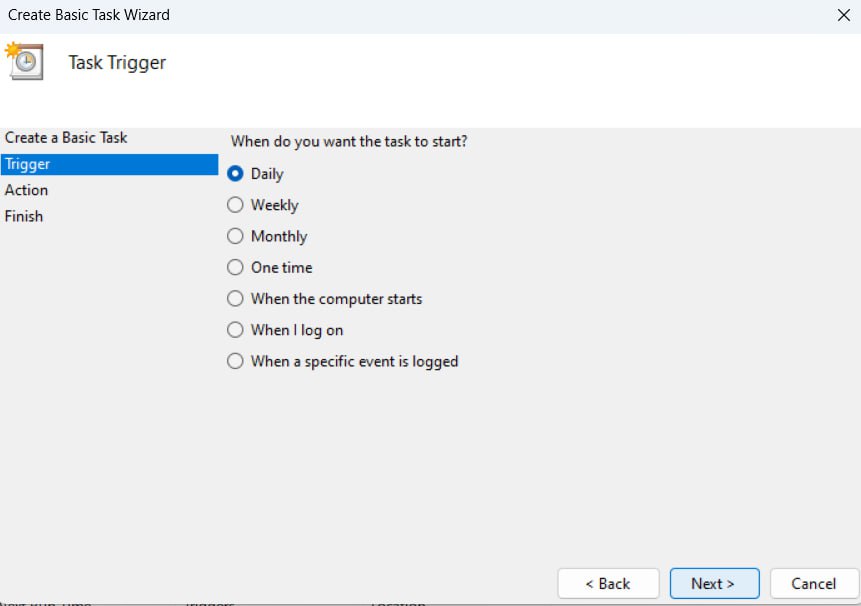 Create Basic Task Wizard
Task Trigger
Create a Basic Task
Trigger
Action
Finish
When do you want the task to start?
Daily
Weekly
Monthly
One time
When the computer starts
When I log on
When a specific event is logged
< Back
Next >
Cancel